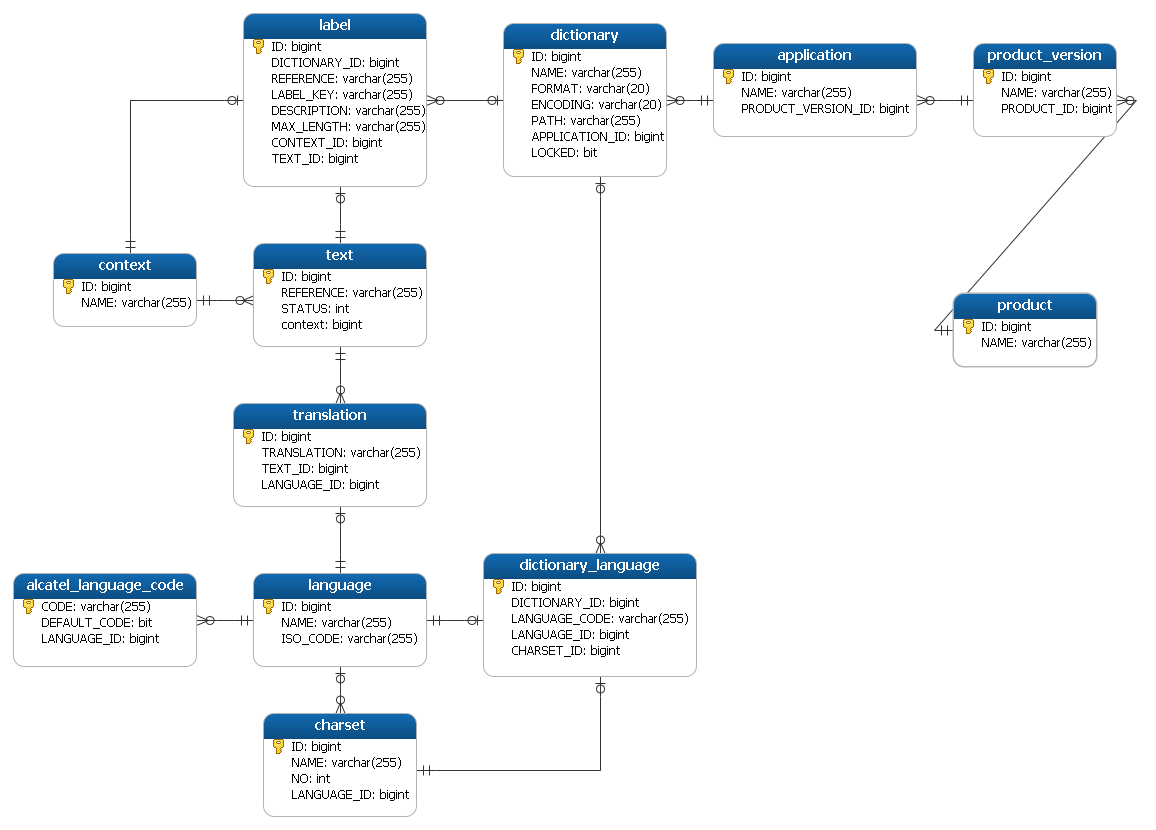 label
ID: bigint
DICTIONARY_ID: bigint
REFERENCE: varchar(255)
LABEL_KEY: varchar(255)
DESCRIPTION: varchar(255)
MAX_LENGTH: varchar(255)
CONTEXT_ID: bigint
TEXT_ID: bigint
dictionary
ID: bigint
NAME: varchar(255)
FORMAT: varchar(20)
ENCODING: varchar(20)
PATH: varchar(255)
APPLICATION_ID: bigint
LOCKED: bit
application
ID: bigint
NAME: varchar(255)
PRODUCT_VERSION_ID: bigint
product_version
ID: bigint
NAME: varchar(255)
PRODUCT_ID: bigint
context
ID: bigint
NAME: varchar(255)
text
ID: bigint
REFERENCE: varchar(255)
STATUS: int
context: bigint
product
ID: bigint
NAME: varchar(255)
translation
ID: bigint
TRANSLATION: varchar(255)
TEXT_ID: bigint
LANGUAGE_ID: bigint
alcatel_language_code
CODE: varchar(255)
DEFAULT_CODE: bit
LANGUAGE_ID: bigint
language
ID: bigint
NAME: varchar(255)
ISO_CODE: varchar(255)
dictionary_language
ID: bigint
DICTIONARY_ID: bigint
LANGUAGE_CODE: varchar(255)
LANGUAGE_ID: bigint
CHARSET_ID: bigint
charset
ID: bigint
NAME: varchar(255)
NO: int
LANGUAGE_ID: bigint